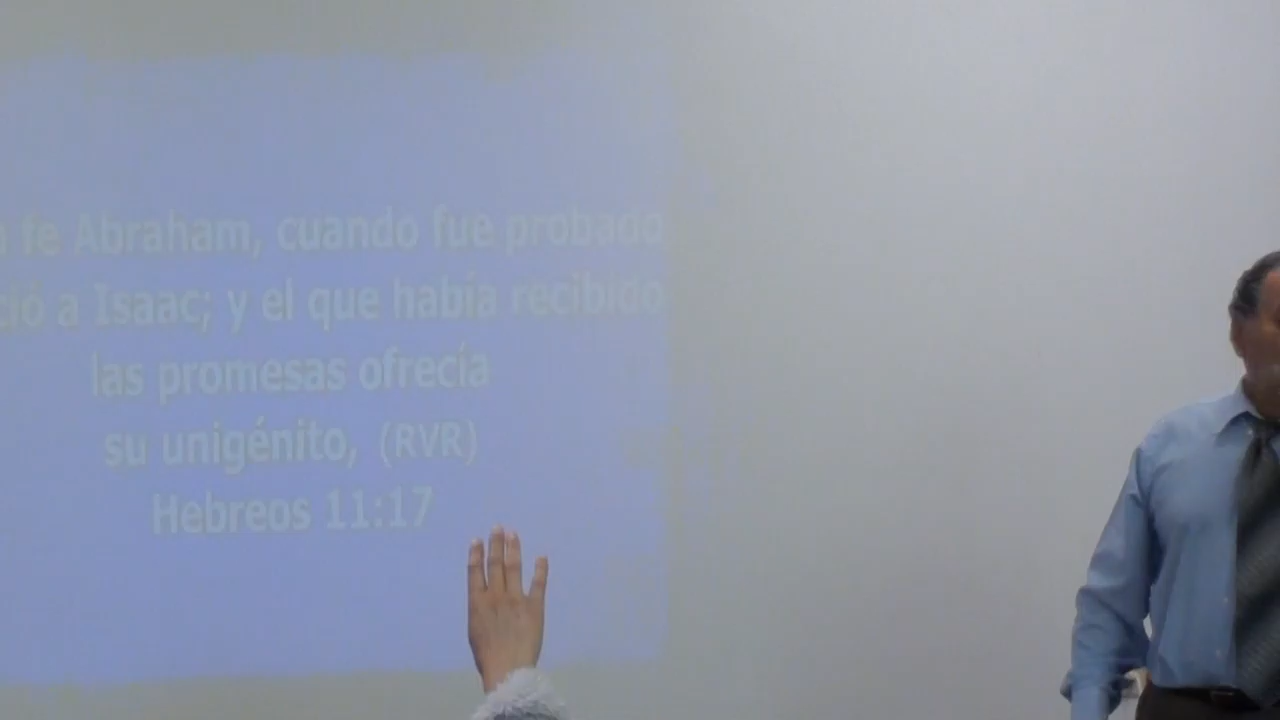 fe Abraham, cuando fue probado
ció a Isaac; y el que había recibido
las promesas ofrecía
su unigénito, (RVR)
Hebreos 11:17